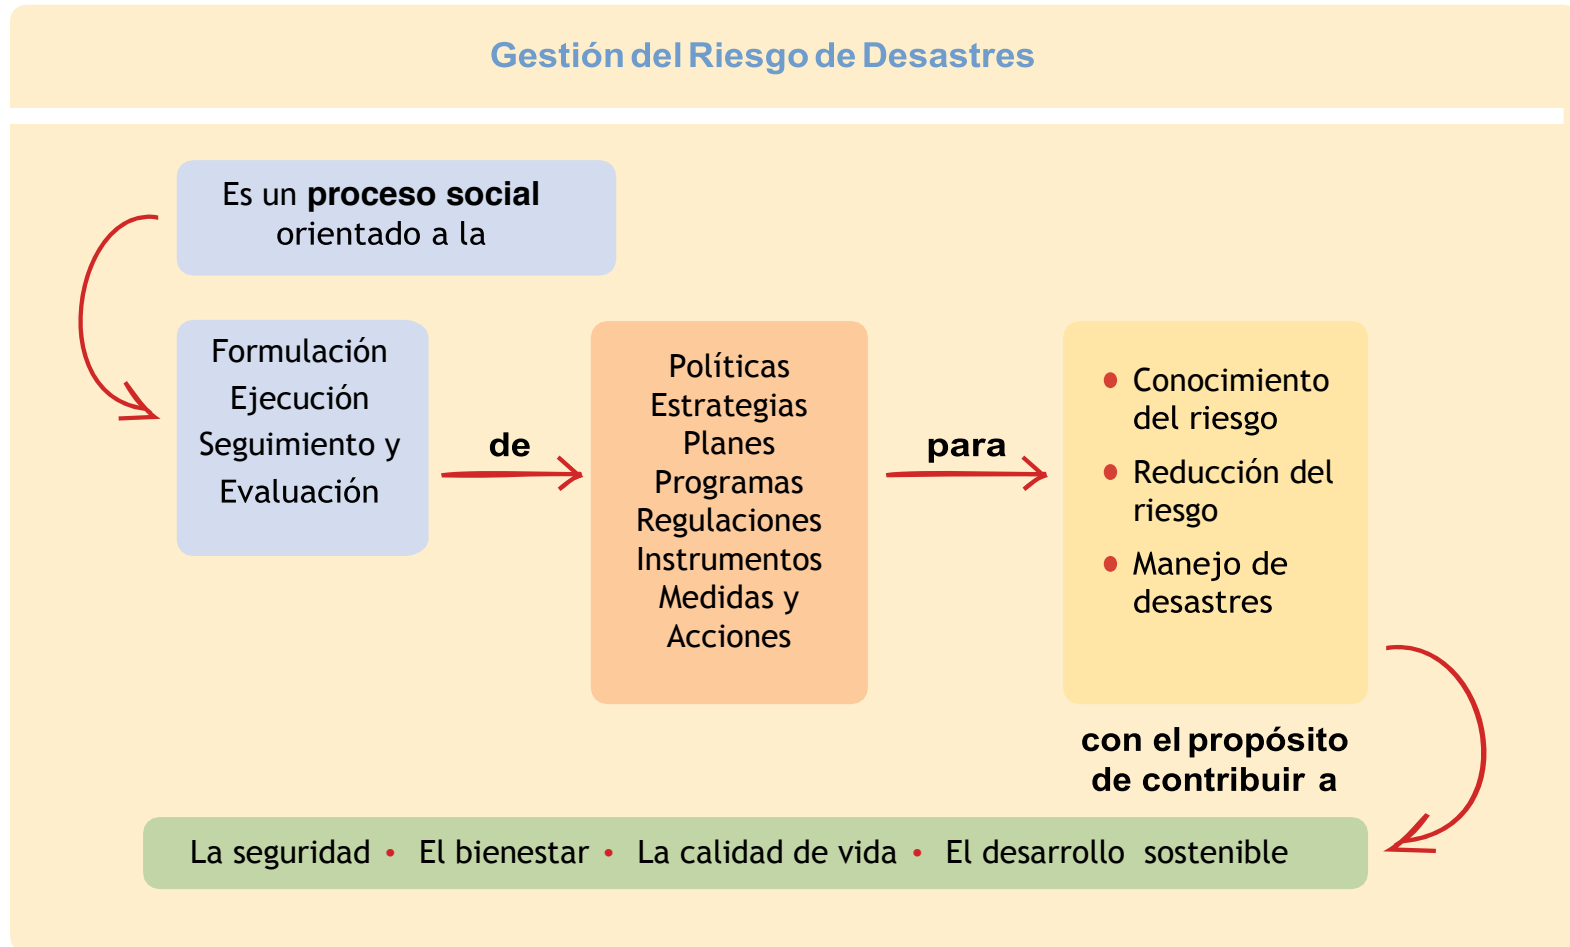 Gestión del Riesgo de Desastres
Es un proceso social
orientado a la
Formulación
Ejecución
Seguimiento y
Evaluación
de
Políticas
Estrategias
Planes
Programas
Regulaciones
Instrumentos
Medidas y
Acciones
para
• Conocimiento
del riesgo
• Reducción del
riesgo
• Manejo de
desastres
con el propósito
de contribuir a
La seguridad • El bienestar • La calidad de vida • El desarrollo sostenible